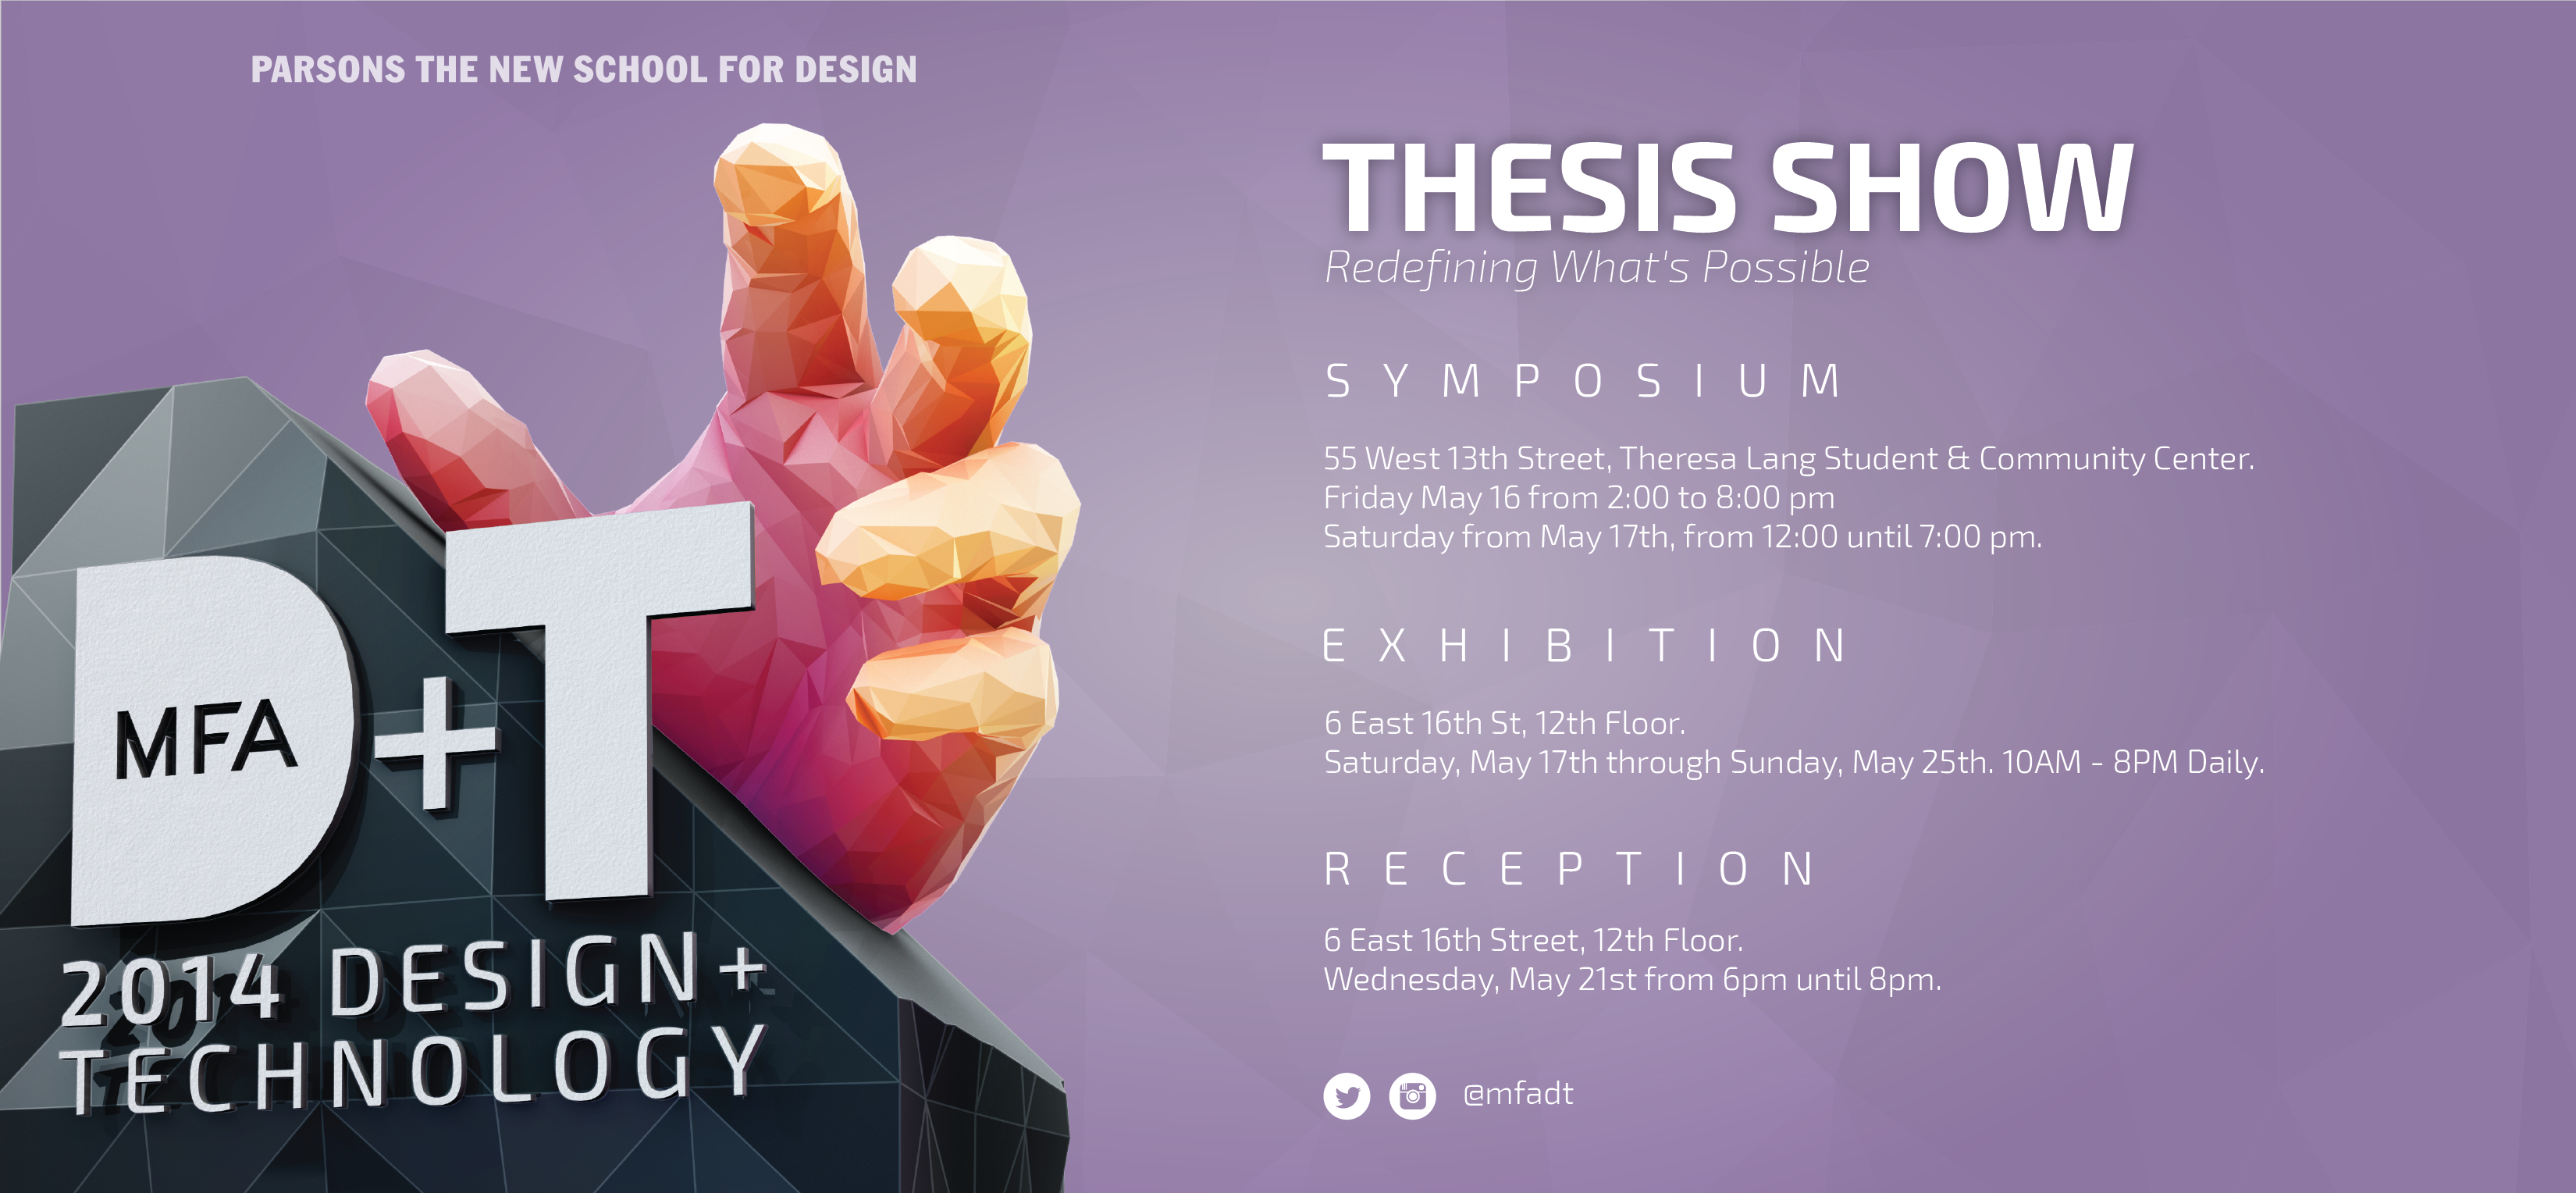 PARSONS THE NEW SCHOOL FOR DESIGN
MFA
D+T
2014 DESIGN+
TECHNOLOGY
THESIS SHOW
Redefining What's Possible
SYMPOSIUM
55 West 13th Street, Theresa Lang Student & Community Center.
Friday May 16 from 2:00 to 8:00 pm
Saturday from May 17th, from 12:00 until 7:00 pm.
EXHIBITION
6 East 16th St, 12th Floor.
Saturday, May 17th through Sunday, May 25th. 10AM - 8PM Daily.
RECEPTION
6 East 16th Street, 12th Floor.
Wednesday, May 21st from 6pm until 8pm.
@mfadt